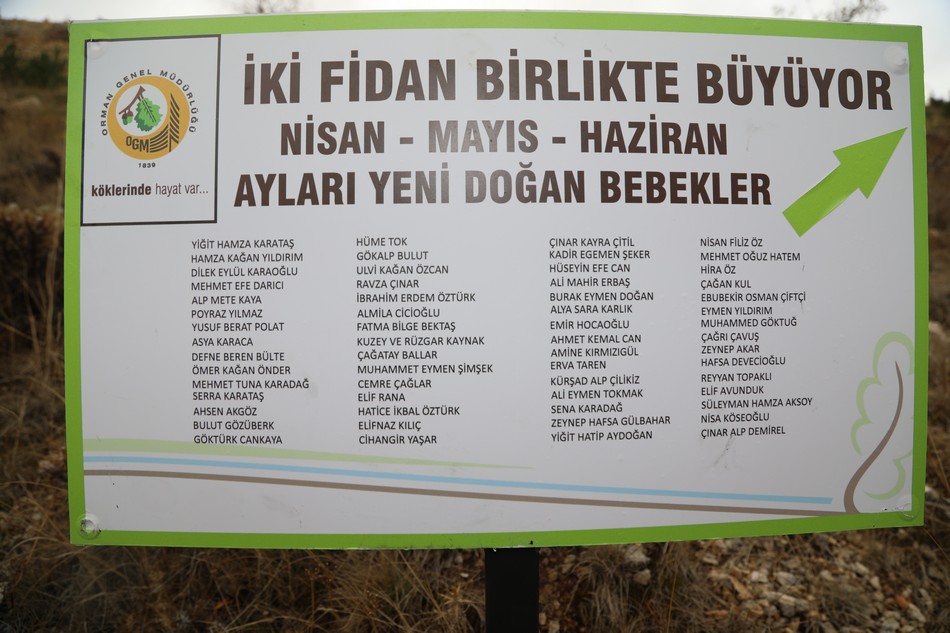 ORMAN GENEL MÜDÜRLÜĞÜ
OGM
1839
köklerinde hayat var...
İKİ FİDAN BİRLİKTE BÜYÜYOR
NİSAN - MAYIS - HAZİRAN
AYLARI YENİ DOĞAN BEBEKLER
YİĞİT HAMZA KARATAŞ
HAMZA KAĞAN YILDIRIM
DİLEK EYLÜL KARAOĞLU
MEHMET EFE DARICI
ALP METE KAYA
POYRAZ YILMAZ
YUSUF BERAT POLAT
ASYA KARACA
DEFNE BEREN BÜLTE
ÖMER KAĞAN ÖNDER
MEHMET TUNA KARADAĞ
SERRA KARATAŞ
AHSEN AKGÖZ
BULUT GÖZÜBERK
GÖKTÜRK CANKAYA
HÜME TOK
GÖKALP BULUT
ULVİ KAĞAN ÖZCAN
RAVZA ÇINAR
İBRAHİM ERDEM ÖZTÜRK
ALMİLA CİCİOĞLU
FATMA BİLGE BEKTAŞ
KUZEY VE RÜZGAR KAYNAK
ÇAĞATAY BALLAR
MUHAMMET EYMEN ŞİMŞEK
CEMRE ÇAĞLAR
ELİF RANA
HATİCE İKBAL ÖZTÜRK
ELİFNAZ KILIÇ
CİHANGİR YAŞAR
ÇINAR KAYRA ÇİTİL
KADİR EGEMEN ŞEKER
HÜSEYİN EFE CAN
ALİ MAHİR ERBAŞ
BURAK EYMEN DOĞAN
ALYA SARA KARLIK
EMİR HOCAOĞLU
AHMET KEMAL CAN
AMİNE KIRMIZIGÜL
ERVA TAREN
KÜRŞAD ALP ÇİLİKİZ
ALİ EYMEN TOKMAK
SENA KARADAĞ
ZEYNEP HAFSA GÜLBAHAR
YİĞİT HATİP AYDOĞAN
NİSAN FİLİZ ÖZ
MEHMET OĞUZ HATEM
HİRA ÖZ
ÇAĞAN KUL
EBUBEKİR OSMAN ÇİFTÇİ
EYMEN YILDIRIM
MUHAMMED GÖKTUĞ
ÇAĞRI ÇAVUŞ
ZEYNEP AKAR
HAFSA DEVECİOĞLU
REYYAN TOPAKLI
ELİF AVUNDUK
SÜLEYMAN HAMZA AKSOY
NİSA KÖSEOĞLU
ÇINAR ALP DEMİREL